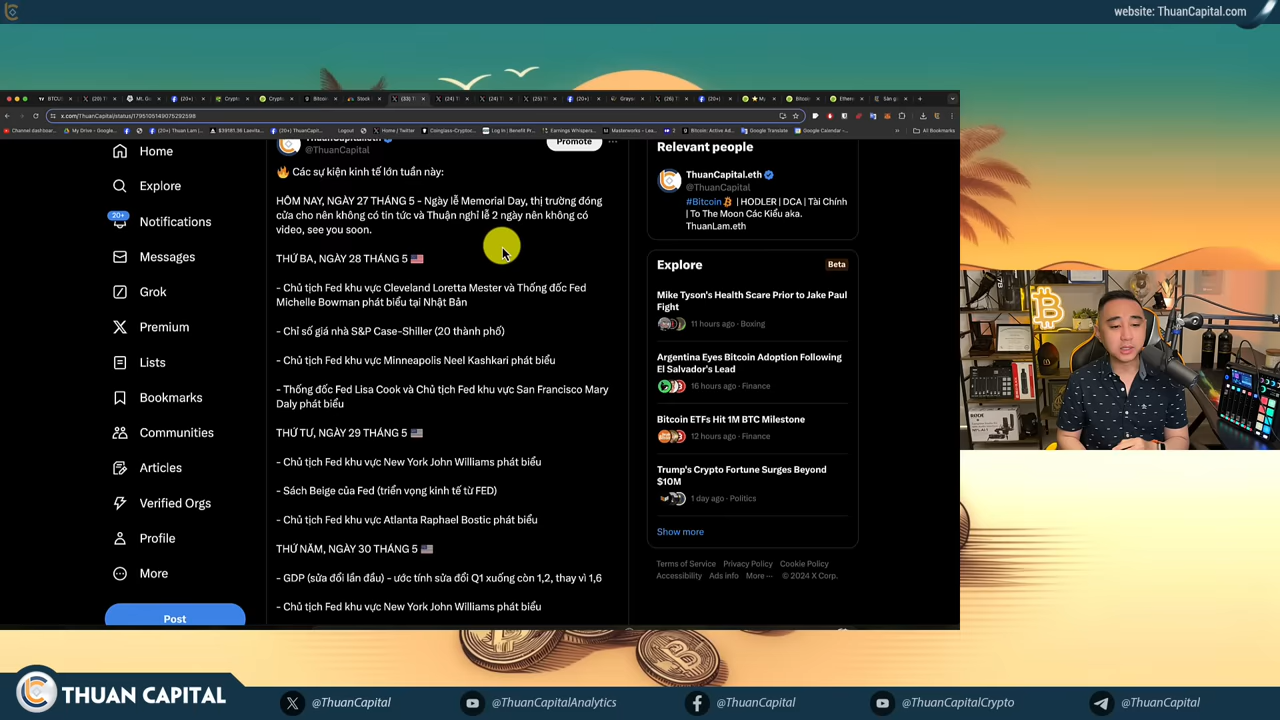 website: ThuanCapital.com
x.com/ThuanCapital/status/1795105149075292598
All Bookmarks
Home
Explore
20+
Notifications
Messages
Grok
Premium
Lists
Bookmarks
Communities
Articles
Verified Orgs
Profile
More
Post
@ThuanCapital
Promote
🔥 Các sự kiện kinh tế lớn tuần này:
HÔM NAY, NGÀY 27 THÁNG 5 - Ngày lễ Memorial Day, thị trường đóng
cửa cho nên không có tin tức và Thuận nghỉ lễ 2 ngày nên không có
video, see you soon.
THỨ BA, NGÀY 28 THÁNG 5 🇺🇸
- Chủ tịch Fed khu vực Cleveland Loretta Mester và Thống đốc Fed
Michelle Bowman phát biểu tại Nhật Bản
- Chỉ số giá nhà S&P Case-Shiller (20 thành phố)
- Chủ tịch Fed khu vực Minneapolis Neel Kashkari phát biểu
- Thống đốc Fed Lisa Cook và Chủ tịch Fed khu vực San Francisco Mary
Daly phát biểu
THỨ TƯ, NGÀY 29 THÁNG 5 🇺🇸
- Chủ tịch Fed khu vực New York John Williams phát biểu
- Sách Beige của Fed (triển vọng kinh tế từ FED)
- Chủ tịch Fed khu vực Atlanta Raphael Bostic phát biểu
THỨ NĂM, NGÀY 30 THÁNG 5 🇺🇸
- GDP (sửa đổi lần đầu) - ước tính sửa đổi Q1 xuống còn 1,2, thay vì 1,6
- Chủ tịch Fed khu vực New York John Williams phát biểu
Relevant people
ThuanCapital.eth
@ThuanCapital
#Bitcoin | HODLER | DCA | Tài Chính
| To The Moon Các Kiểu aka.
ThuanLam.eth
Explore
Beta
Mike Tyson's Health Scare Prior to Jake Paul
Fight
11 hours ago · Boxing
Argentina Eyes Bitcoin Adoption Following
El Salvador's Lead
16 hours ago · Finance
Bitcoin ETFs Hit 1M BTC Milestone
12 hours ago · Finance
Trump's Crypto Fortune Surges Beyond
$10M
1 day ago · Politics
Show more
Terms of Service Privacy Policy Cookie Policy
Accessibility Ads info More ··· © 2024 X Corp.
THUAN CAPITAL
@ThuanCapital
@ThuanCapitalAnalytics
@ThuanCapital
@ThuanCapitalCrypto
@ThuanCapital